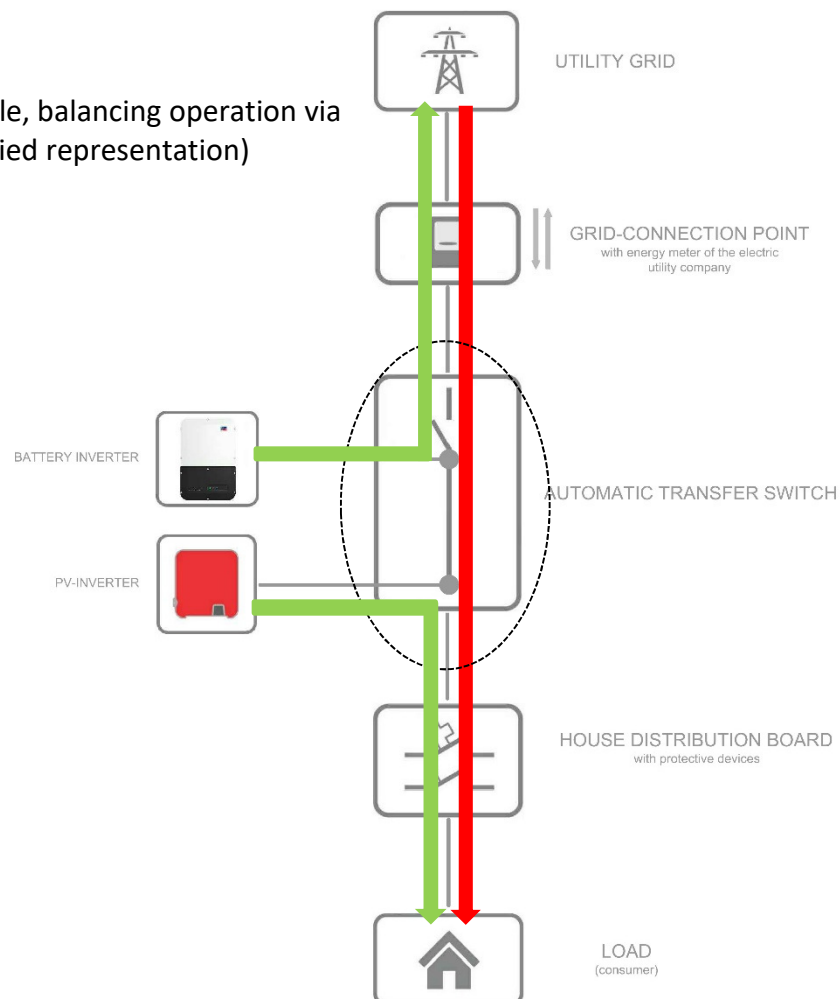 UTILITY GRID
le, balancing operation via
ied representation)
GRID-CONNECTION POINT
with energy meter of the electric
utility company
BATTERY INVERTER
AUTOMATIC TRANSFER SWITCH
PV-INVERTER
HOUSE DISTRIBUTION BOARD
with protective devices
LOAD
(consumer)